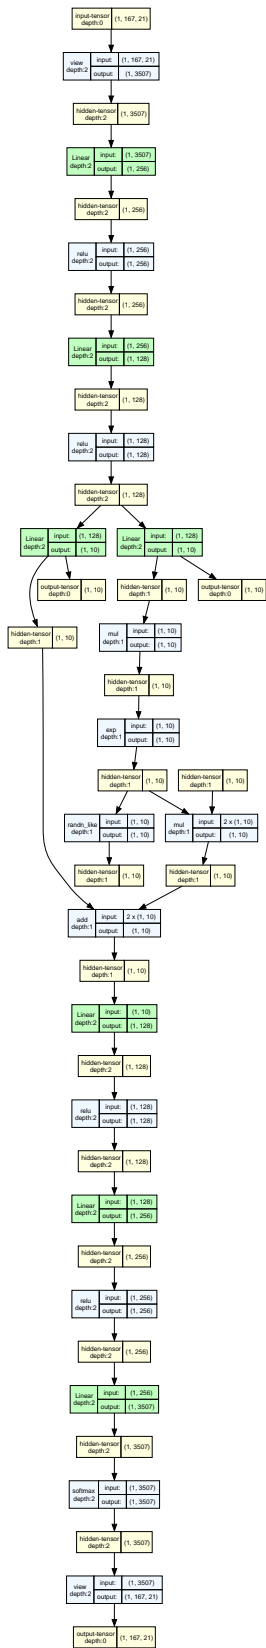 input-tensor
depth:0
(1, 167, 21)
view
depth:2
input:
(1, 167, 21)
output:
(1, 3507)
hidden-tensor
depth:2
(1, 3507)
Linear
depth:2
input:
(1, 3507)
output:
(1, 256)
hidden-tensor
depth:2
(1, 256)
relu
depth:2
input:
(1, 256)
output:
(1, 256)
hidden-tensor
depth:2
(1, 256)
Linear
depth:2
input:
(1, 256)
output:
(1, 128)
hidden-tensor
depth:2
(1, 128)
relu
depth:2
input:
(1, 128)
output:
(1, 128)
hidden-tensor
depth:2
(1, 128)
Linear
depth:2
input:
(1, 128)
output:
(1, 10)
Linear
depth:2
input:
(1, 128)
output:
(1, 10)
output-tensor
depth:0
(1, 10)
hidden-tensor
depth:1
(1, 10)
output-tensor
depth:0
(1, 10)
hidden-tensor
depth:1
(1, 10)
mul
depth:1
input:
(1, 10)
output:
(1, 10)
hidden-tensor
depth:1
(1, 10)
exp
depth:1
input:
(1, 10)
output:
(1, 10)
hidden-tensor
depth:1
(1, 10)
hidden-tensor
depth:1
(1, 10)
randn_like
depth:1
input:
(1, 10)
output:
(1, 10)
mul
depth:1
input:
2 x (1, 10)
output:
(1, 10)
hidden-tensor
depth:1
(1, 10)
hidden-tensor
depth:1
(1, 10)
add
depth:1
input:
2 x (1, 10)
output:
(1, 10)
hidden-tensor
depth:1
(1, 10)
Linear
depth:2
input:
(1, 10)
output:
(1, 128)
hidden-tensor
depth:2
(1, 128)
relu
depth:2
input:
(1, 128)
output:
(1, 128)
hidden-tensor
depth:2
(1, 128)
Linear
depth:2
input:
(1, 128)
output:
(1, 256)
hidden-tensor
depth:2
(1, 256)
relu
depth:2
input:
(1, 256)
output:
(1, 256)
hidden-tensor
depth:2
(1, 256)
Linear
depth:2
input:
(1, 256)
output:
(1, 3507)
hidden-tensor
depth:2
(1, 3507)
softmax
depth:2
input:
(1, 3507)
output:
(1, 3507)
hidden-tensor
depth:2
(1, 3507)
view
depth:2
input:
(1, 3507)
output:
(1, 167, 21)
output-tensor
depth:0
(1, 167, 21)